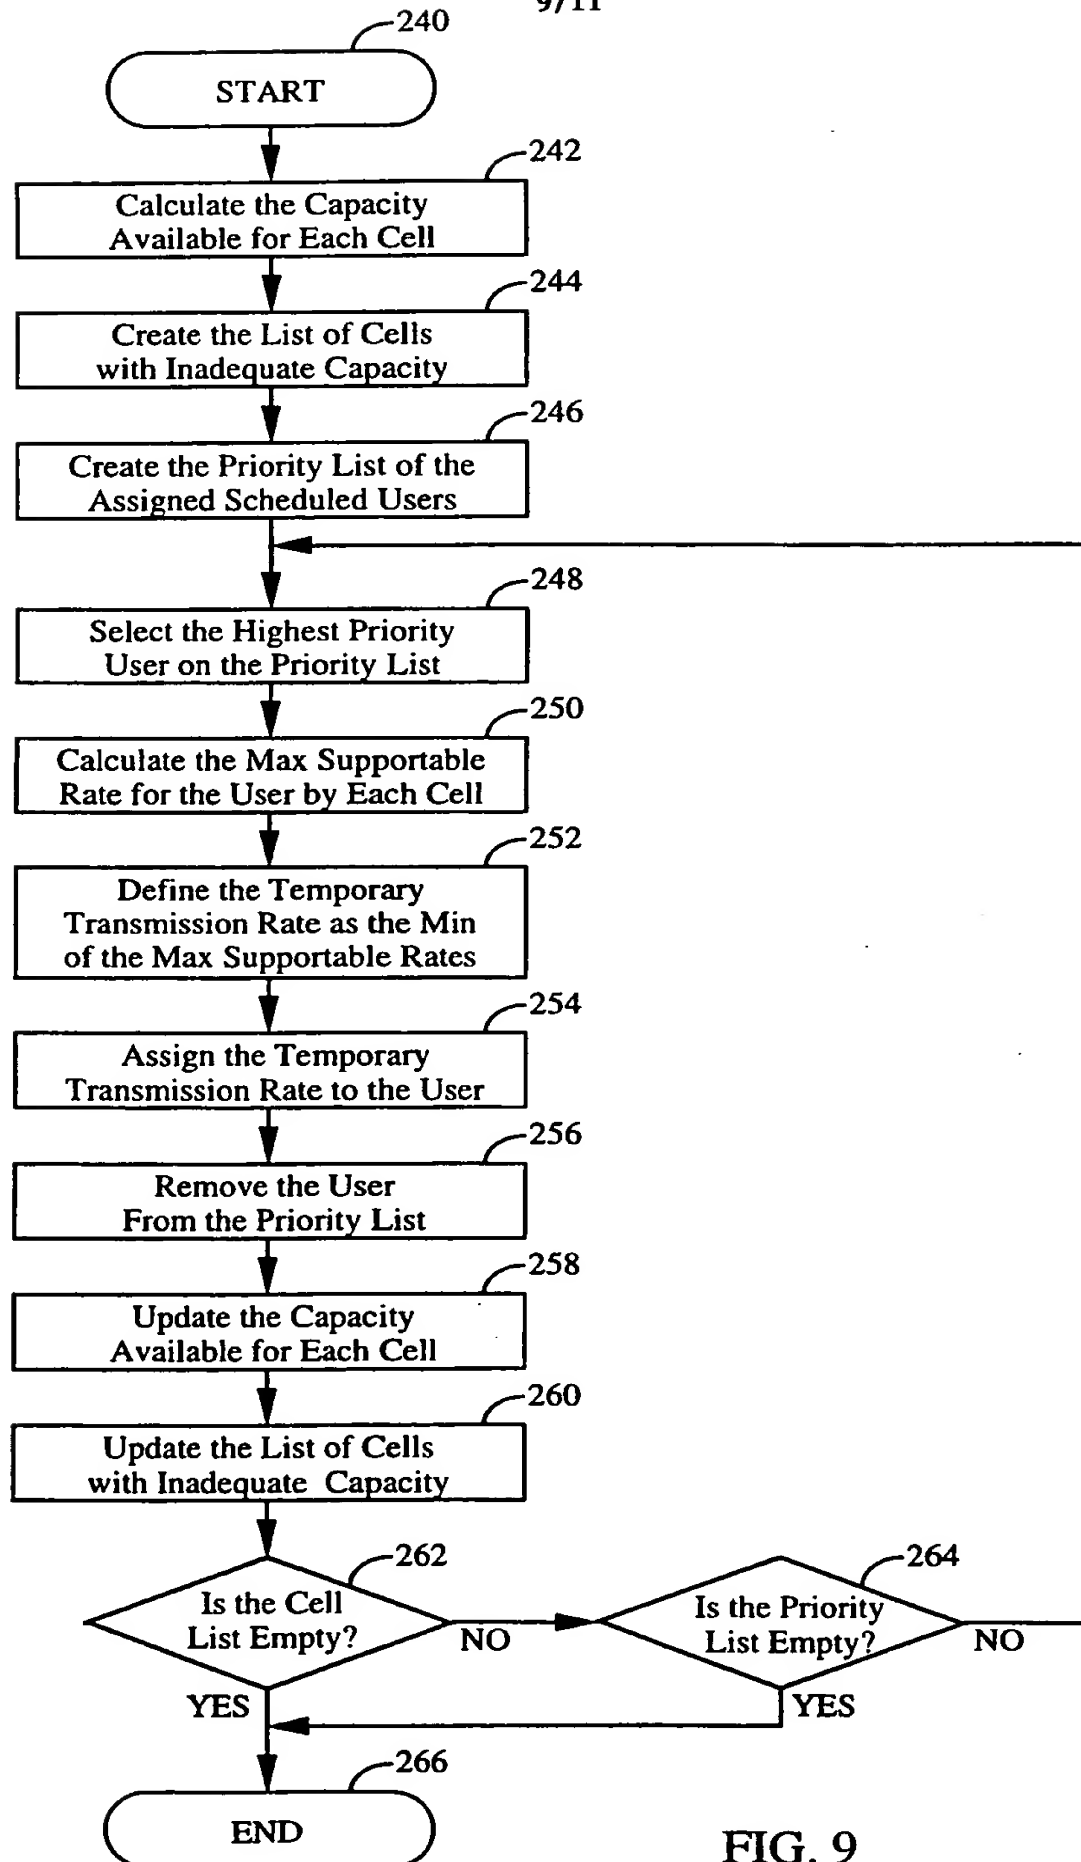 9/11
240
START
242
Calculate the Capacity
Available for Each Cell
244
Create the List of Cells
with Inadequate Capacity
246
Create the Priority List of the
Assigned Scheduled Users
248
Select the Highest Priority
User on the Priority List
250
Calculate the Max Supportable
Rate for the User by Each Cell
252
Define the Temporary
Transmission Rate as the Min
of the Max Supportable Rates
254
Assign the Temporary
Transmission Rate to the User
256
Remove the User
From the Priority List
258
Update the Capacity
Available for Each Cell
260
Update the List of Cells
with Inadequate Capacity
262
Is the Cell
List Empty?
NO
YES
264
Is the Priority
List Empty?
NO
YES
266
END
FIG. 9